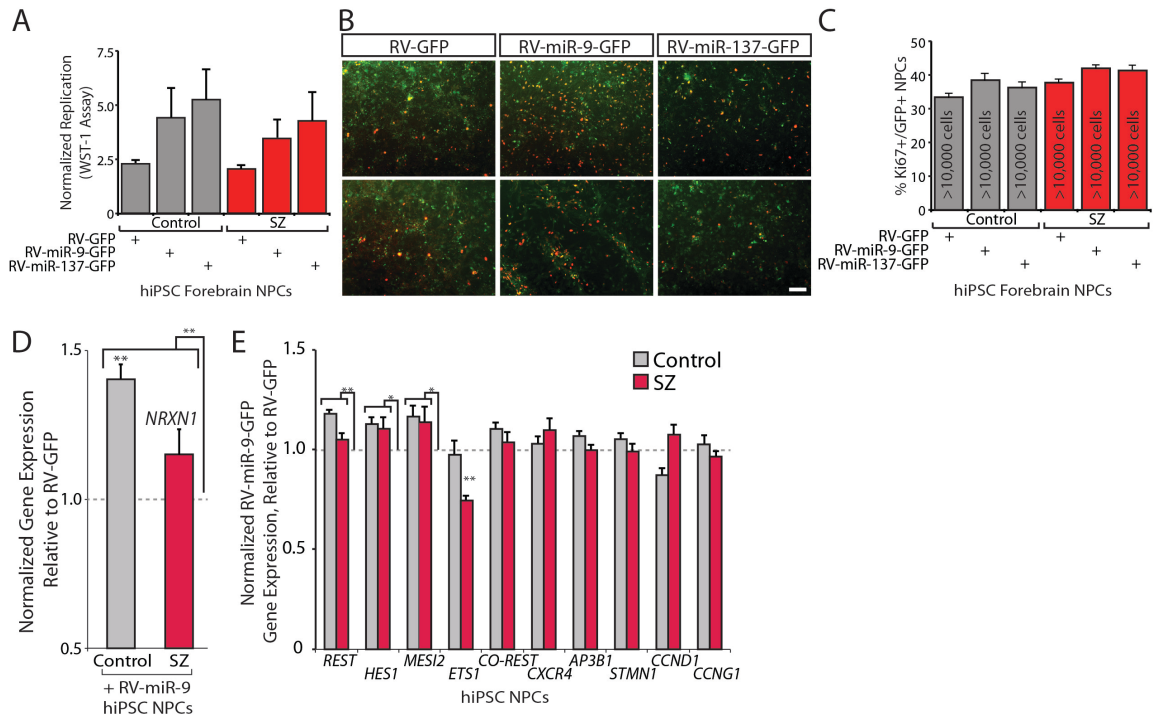 A
Normalized Replication
(WST-1 Assay)
7.5
5.0
2.5
0
Control
SZ
RV-GFP
+
+
RV-miR-9-GFP
+
+
RV-miR-137-GFP
+
+
hiPSC Forebrain NPCs
B
RV-GFP
RV-miR-9-GFP
RV-miR-137-GFP
C
% Ki67+/GFP+ NPCs
50
40
30
20
10
0
>10,000 cells
>10,000 cells
>10,000 cells
>10,000 cells
>10,000 cells
>10,000 cells
Control
SZ
RV-GFP
+
+
RV-miR-9-GFP
+
+
RV-miR-137-GFP
+
+
hiPSC Forebrain NPCs
D
Normalized Gene Expression
Relative to RV-GFP
1.5
1.0
0.5
**
**
NRXN1
Control
SZ
+ RV-miR-9
hiPSC NPCs
E
Normalized RV-miR-9-GFP
Gene Expression, Relative to RV-GFP
1.5
1.0
0.5
0
Control
SZ
**
*
*
**
REST
HES1
MESI2
ETS1
CO-REST
CXCR4
AP3B1
STMN1
CCND1
CCNG1
hiPSC NPCs